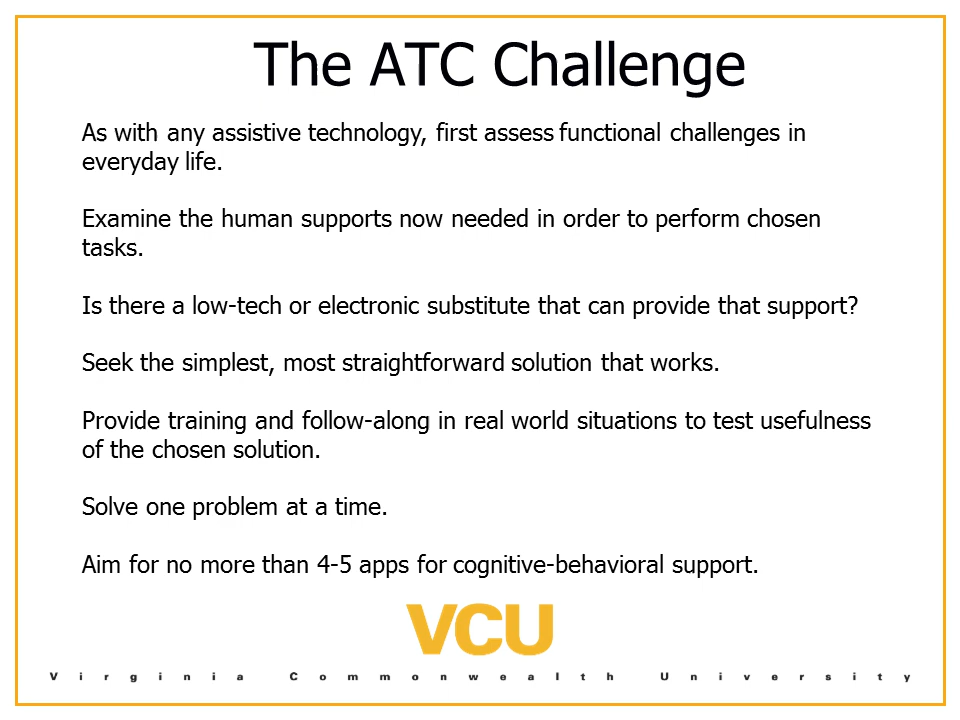 The ATC Challenge
As with any assistive technology, first assess functional challenges in
everyday life.
Examine the human supports now needed in order to perform chosen
tasks.
Is there a low-tech or electronic substitute that can provide that support?
Seek the simplest, most straightforward solution that works.
Provide training and follow-along in real world situations to test usefulness
of the chosen solution.
Solve one problem at a time.
Aim for no more than 4-5 apps for cognitive-behavioral support.
VCU
Virginia Commonwealth University